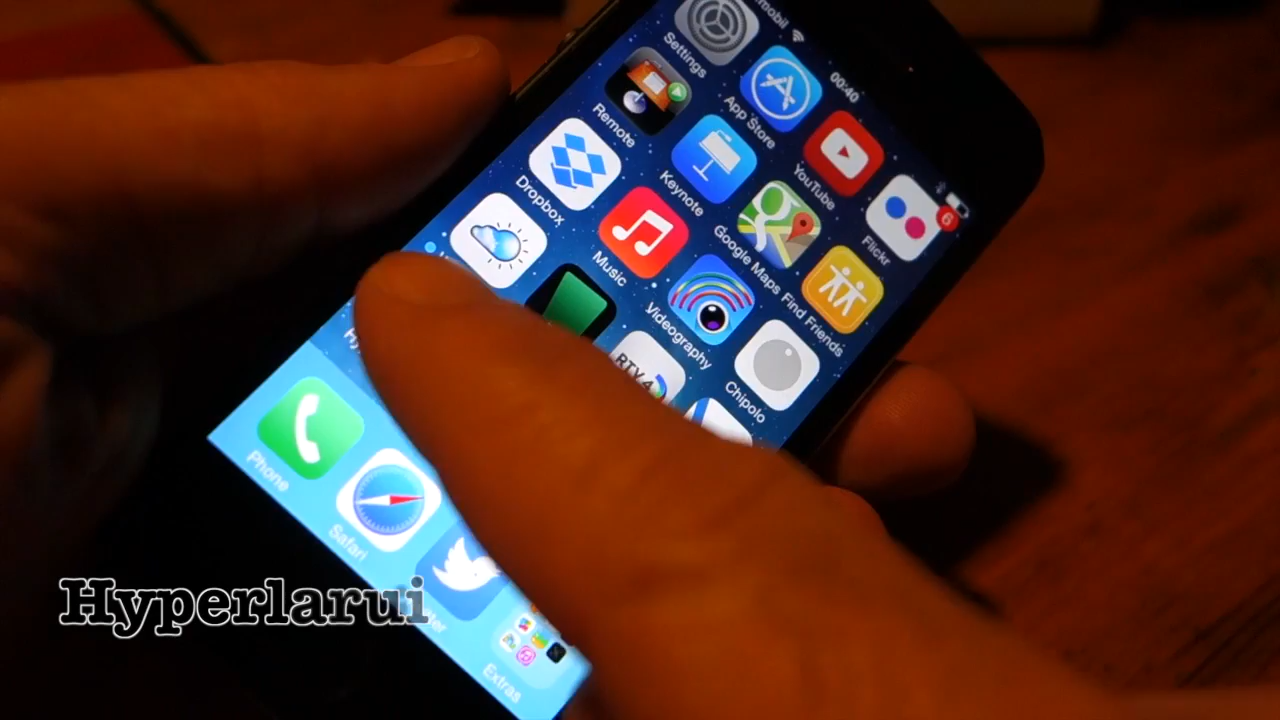 mobil
00:40
Settings
App Store
YouTube
Flickr
6
Remote
Keynote
Google Maps
Find Friends
Dropbox
Music
Videography
Chipolo
RTV 4
Phone
Safari
Extras
Hyperlarui